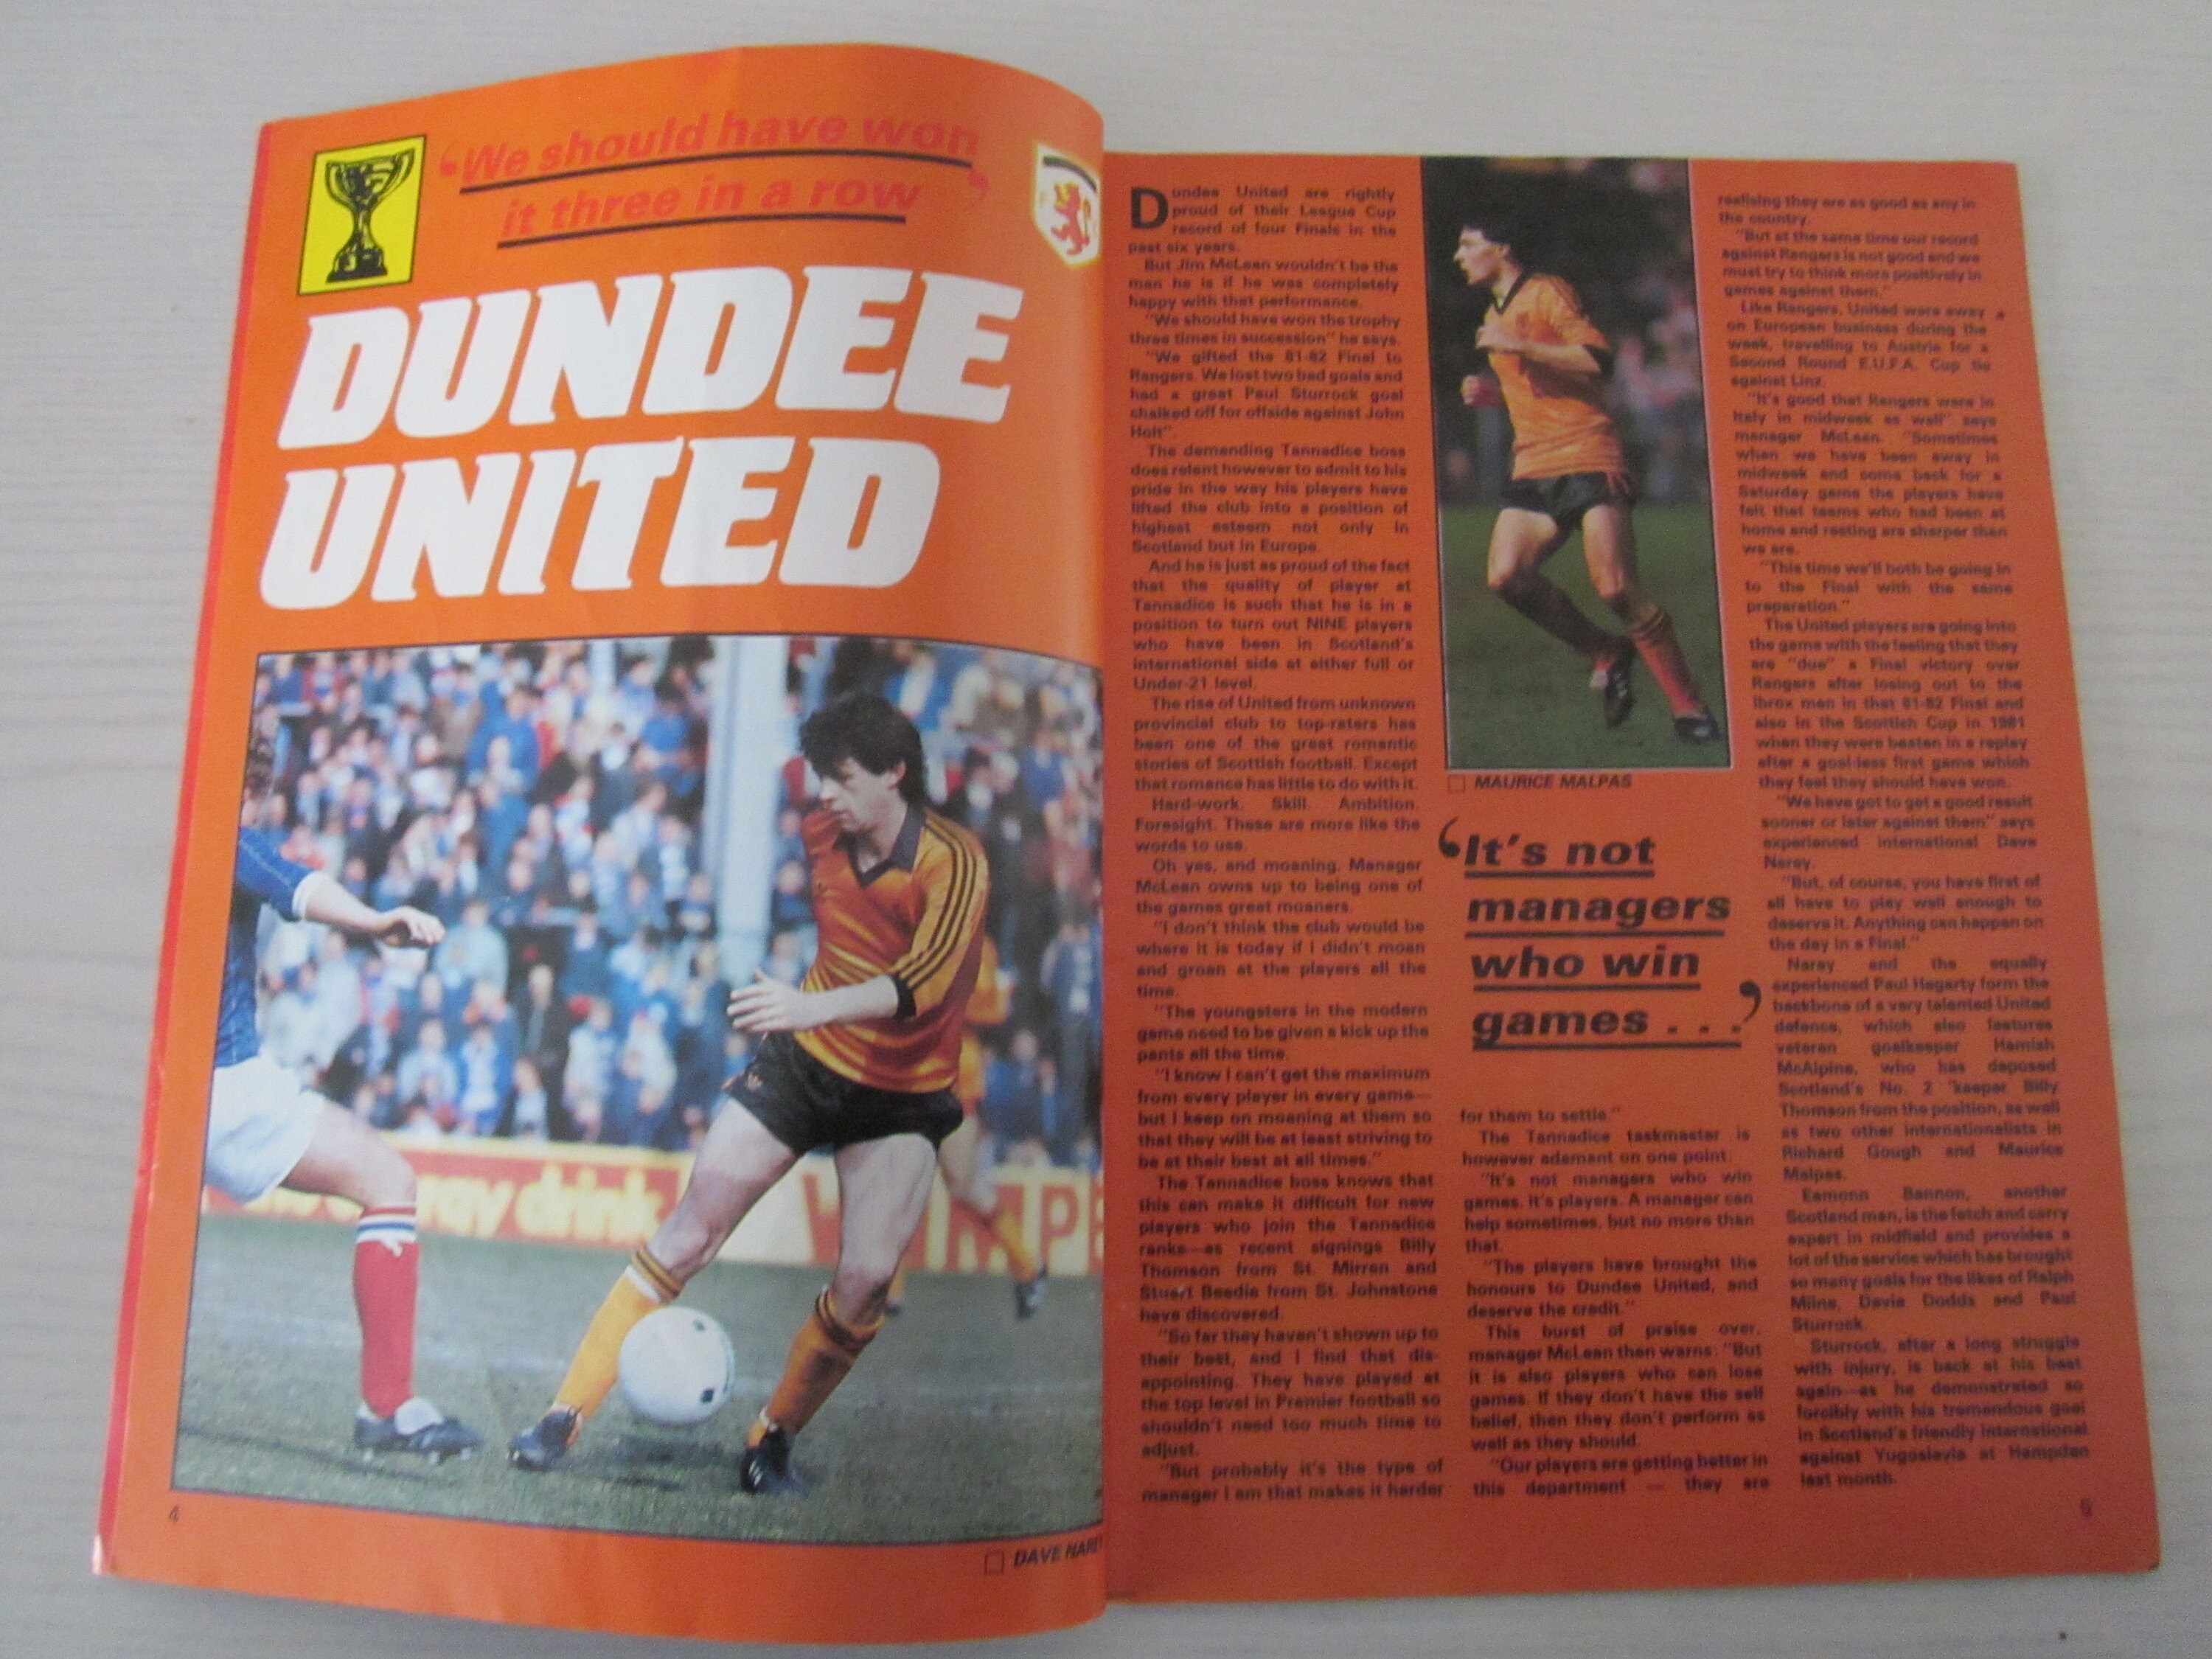 ‘We should have won
it three in a row’
DUNDEE
UNITED
energy drink
4
DAVE NAREY
Dundee United are rightly
proud of their League Cup
record of four Finals in the
past six years.
But Jim McLean wouldn't be the
man he is if he was completely
happy with that performance.
"We should have won the trophy
three times in succession" he says.
"We gifted the 81-82 Final to
Rangers. We lost two bad goals and
had a great Paul Sturrock goal
chalked off for offside against John
Holt".
The demanding Tannadice boss
does relent however to admit to his
pride in the way his players have
lifted the club into a position of
highest esteem not only in
Scotland but in Europe.
And he is just as proud of the fact
that the quality of player at
Tannadice is such that he is in a
position to turn out NINE players
who have been in Scotland's
international side at either full or
Under-21 level.
The rise of United from unknown
provincial club to top-raters has
been one of the great romantic
stories of Scottish football. Except
that romance has little to do with it.
Hard-work. Skill. Ambition.
Foresight. These are more like the
words to use.
Oh yes, and moaning. Manager
McLean owns up to being one of
the games great moaners.
"I don't think the club would be
where it is today if I didn't moan
and groan at the players all the
time.
"The youngsters in the modern
game need to be given a kick up the
pants all the time.
"I know I can't get the maximum
from every player in every game—
but I keep on moaning at them so
that they will be at least striving to
be at their best at all times."
The Tannadice boss knows that
this can make it difficult for new
players who join the Tannadice
ranks—as recent signings Billy
Thomson from St. Mirren and
Stuart Beedie from St. Johnstone
have discovered.
"So far they haven't shown up to
their best, and I find that dis-
appointing. They have played at
the top level in Premier football so
shouldn't need too much time to
adjust.
"But probably it's the type of
manager I am that makes it harder
MAURICE MALPAS
‘It's not
managers
who win
games . . .’
for them to settle."
The Tannadice taskmaster is
however adamant on one point.
"It's not managers who win
games, it's players. A manager can
help sometimes, but no more than
that.
"The players have brought the
honours to Dundee United, and
deserve the credit."
This burst of praise over,
manager McLean then warns: "But
it is also players who can lose
games. If they don't have the self
belief, then they don't perform as
well as they should.
"Our players are getting better in
this department — they are
realising they are as good as any in
the country.
"But at the same time our record
against Rangers is not good and we
must try to think more positively in
games against them."
Like Rangers, United were away
on European business during the
week, travelling to Austria for a
Second Round E.U.F.A. Cup tie
against Linz.
"It's good that Rangers were in
Italy in midweek as well" says
manager McLean. "Sometimes
when we have been away in
midweek and come back for a
Saturday game the players have
felt that teams who had been at
home and resting are sharper than
we are.
"This time we'll both be going in
to the Final with the same
preparation."
The United players are going into
the game with the feeling that they
are "due" a Final victory over
Rangers after losing out to the
Ibrox men in that 81-82 Final and
also in the Scottish Cup in 1981
when they were beaten in a replay
after a goal-less first game which
they feel they should have won.
"We have got to get a good result
sooner or later against them" says
experienced international Dave
Narey.
"But, of course, you have first of
all have to play well enough to
deserve it. Anything can happen on
the day in a Final."
Narey and the equally
experienced Paul Hegarty form the
backbone of a very talented United
defence, which also features
veteran goalkeeper Hamish
McAlpine, who has deposed
Scotland's No. 2 'keeper Billy
Thomson from the position, as well
as two other internationalists in
Richard Gough and Maurice
Malpas.
Eamonn Bannon, another
Scotland man, is the fetch and carry
expert in midfield and provides a
lot of the service which has brought
so many goals for the likes of Ralph
Milne, Davie Dodds and Paul
Sturrock.
Sturrock, after a long struggle
with injury, is back at his best
again—as he demonstrated so
forcibly with his tremendous goal
in Scotland's friendly international
against Yugoslavia at Hampden
last month.
5